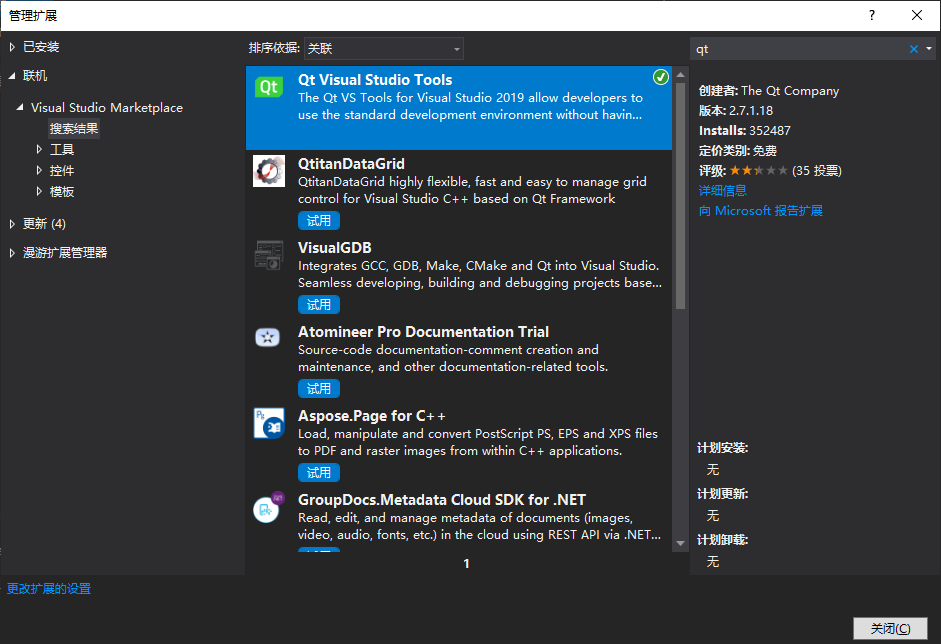 管理扩展
?
已安装
联机
Visual Studio Marketplace
搜索结果
工具
控件
模板
更新 (4)
漫游扩展管理器
更改扩展的设置
排序依据: 关联
Qt
Qt Visual Studio Tools
The Qt VS Tools for Visual Studio 2019 allow developers to
use the standard development environment without havin...
QtitanDataGrid
QtitanDataGrid highly flexible, fast and easy to manage grid
control for Visual Studio C++ based on Qt Framework
试用
VisualGDB
Integrates GCC, GDB, Make, CMake and Qt into Visual Studio.
Seamless developing, building and debugging projects base...
试用
Atomineer Pro Documentation Trial
Source-code documentation-comment creation and
maintenance, and other documentation-related tools.
试用
Aspose.Page for C++
Load, manipulate and convert PostScript PS, EPS and XPS files
to PDF and raster images from within C++ applications.
试用
GroupDocs.Metadata Cloud SDK for .NET
Read, edit, and manage metadata of documents (images,
video, audio, fonts, etc.) in the cloud using REST API via .NET...
1
qt
创建者: The Qt Company
版本: 2.7.1.18
Installs: 352487
定价类别: 免费
评级: (35 投票)
详细信息
向 Microsoft 报告扩展
计划安装:
无
计划更新:
无
计划卸载:
无
关闭(C)